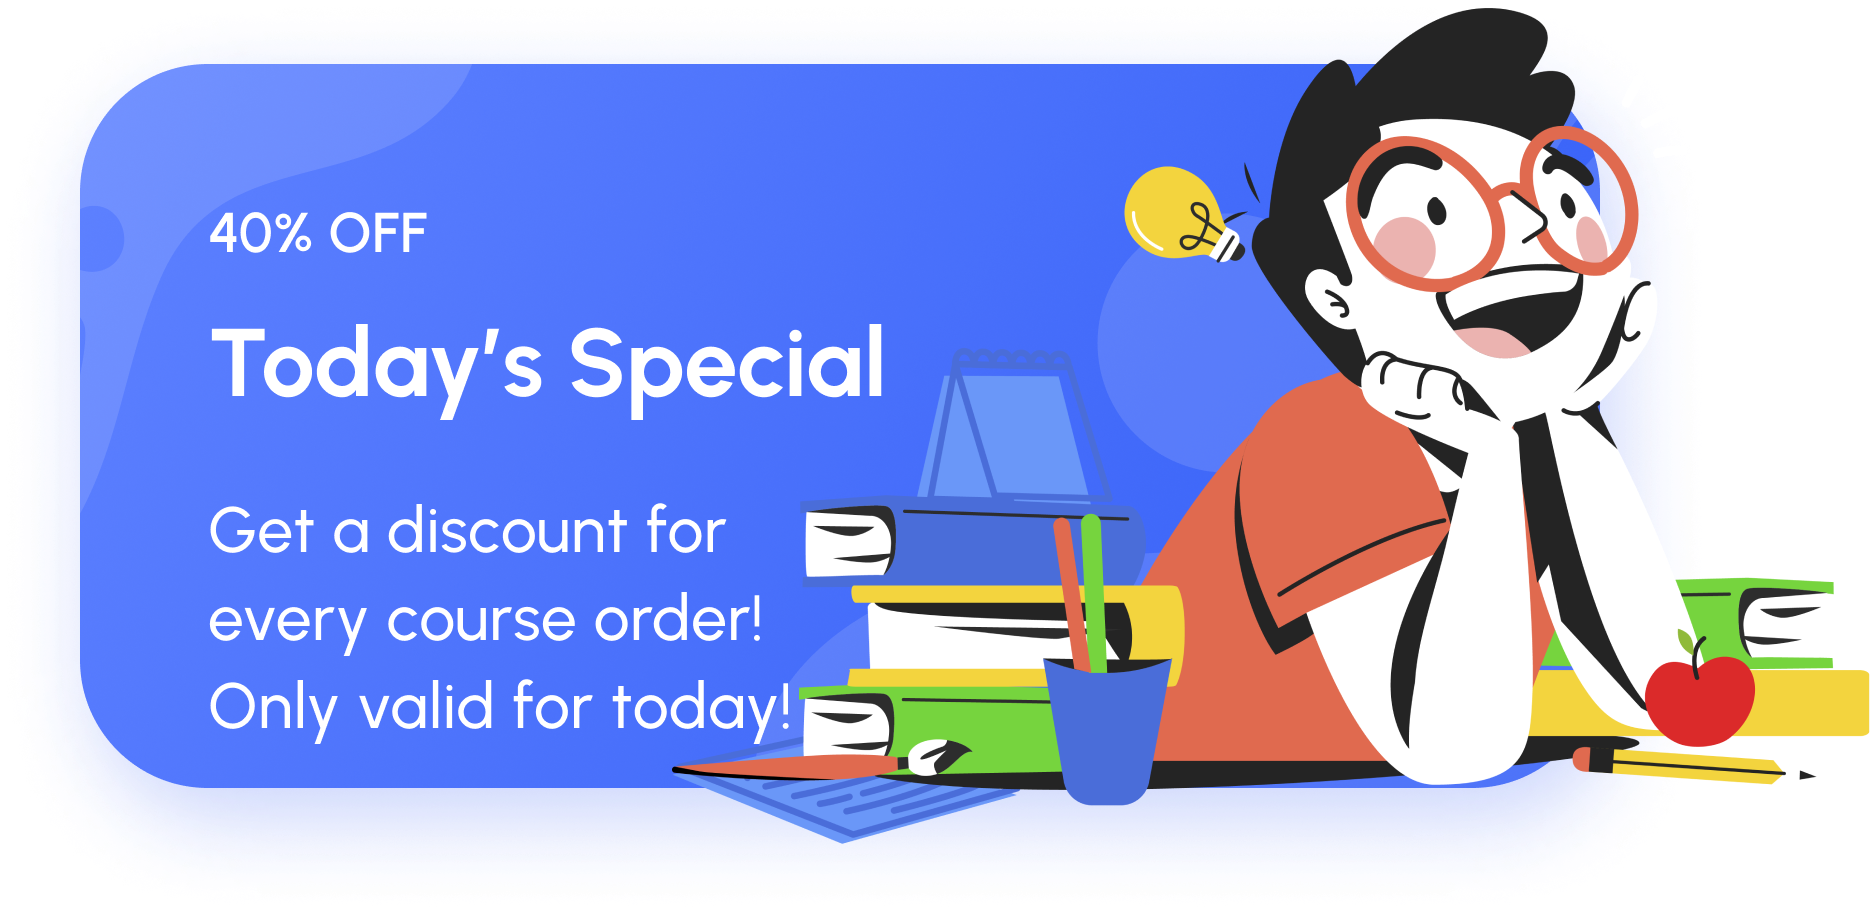 40% OFF
Today’s Special
Get a discount for
every course order!
Only valid for today!